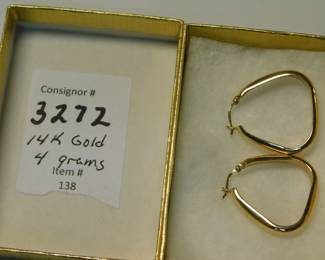 Consignor #
3272
14K Gold
4 grams
Item #
138